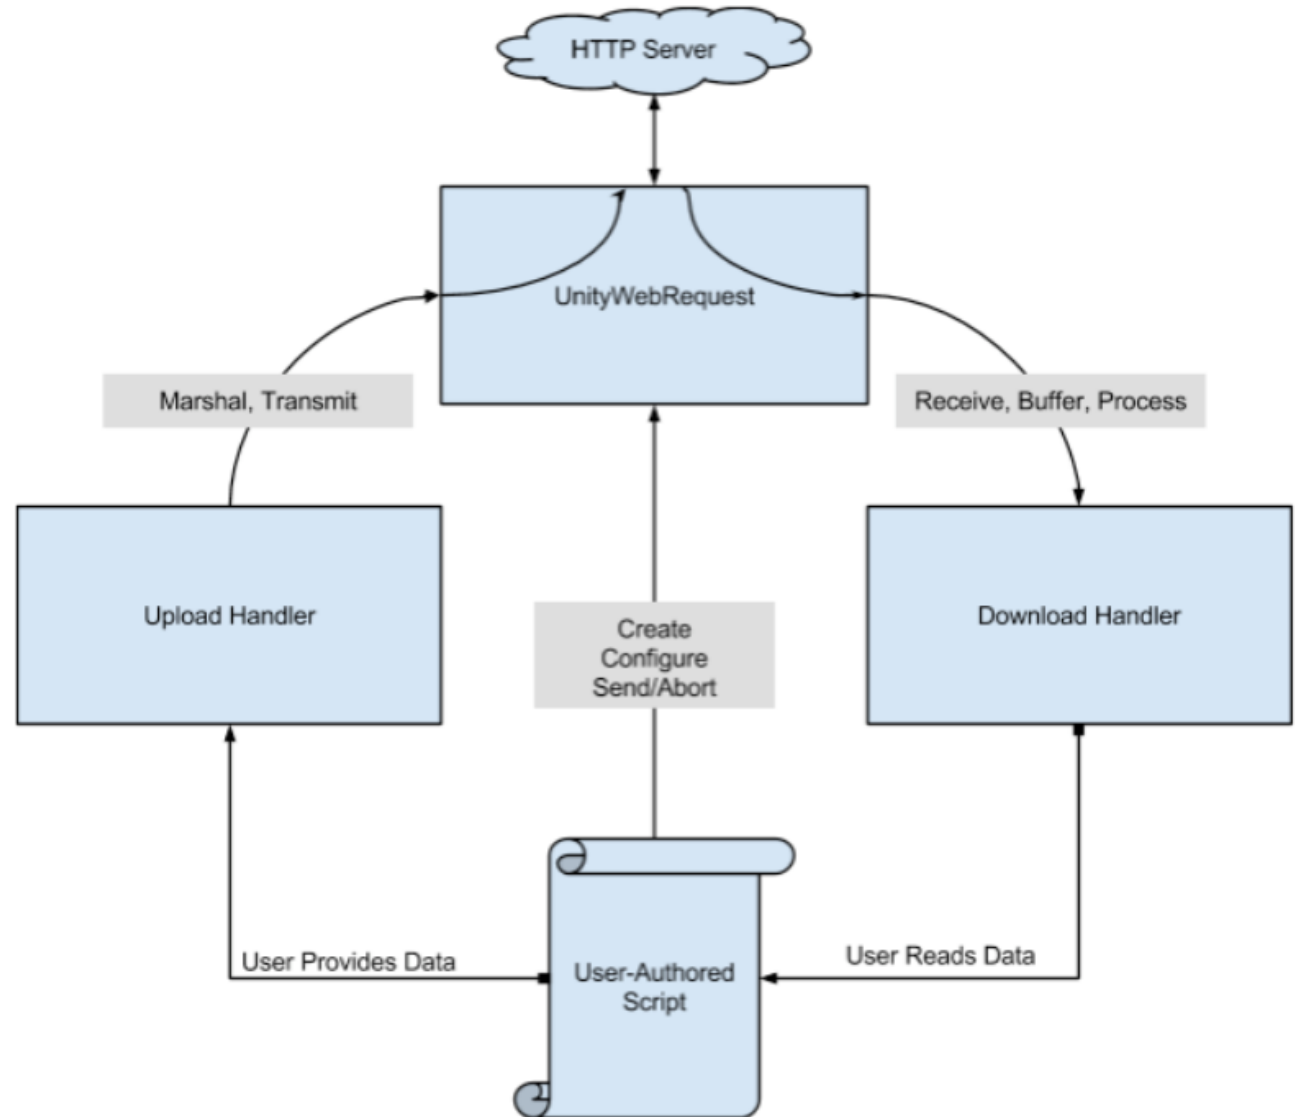 HTTP Server
UnityWebRequest
Marshal, Transmit
Receive, Buffer, Process
Upload Handler
Create
Configure
Send/Abort
Download Handler
User Provides Data
User-Authored
Script
User Reads Data